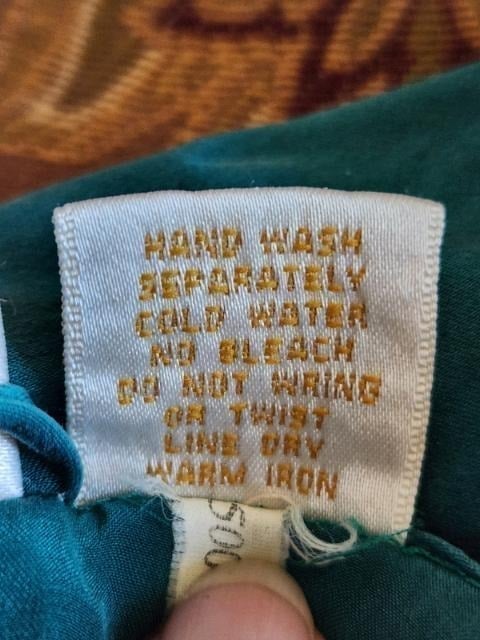 HAND WASH
SEPARATELY
COLD WATER
NO BLEACH
DO NOT WRING
OR TWIST
LINE DRY
WARM IRON